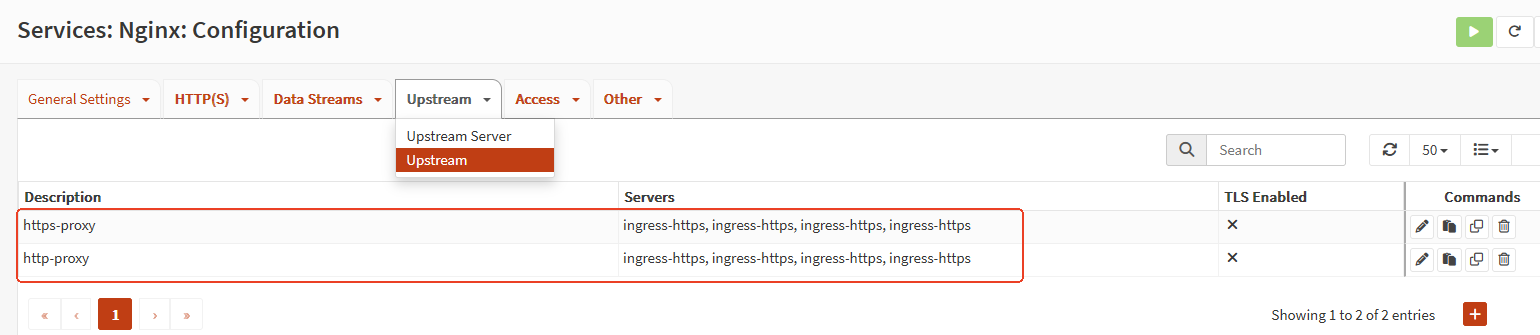 Services: Nginx: Configuration
General Settings HTTP(S) Data Streams Upstream Access Other
Upstream Server
Upstream
Search 50
Description Servers TLS Enabled Commands
https-proxy ingress-https, ingress-https, ingress-https, ingress-https
http-proxy ingress-https, ingress-https, ingress-https, ingress-https
« ‹ 1 › » Showing 1 to 2 of 2 entries